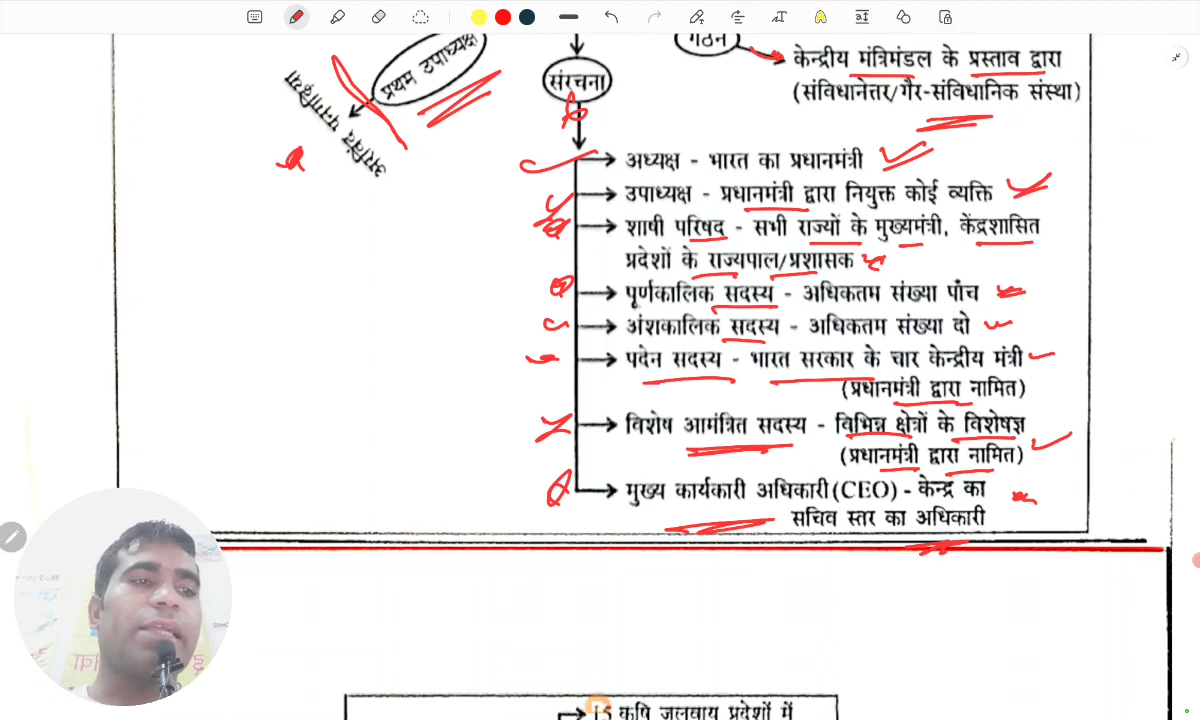 गठन
केन्द्रीय मंत्रिमंडल के प्रस्ताव द्वारा
(संविधानेत्तर/गैर-संविधानिक संस्था)
प्रथम उपाध्यक्ष
अरविंद पनगढ़िया
संरचना
अध्यक्ष - भारत का प्रधानमंत्री
उपाध्यक्ष - प्रधानमंत्री द्वारा नियुक्त कोई व्यक्ति
शाषी परिषद - सभी राज्यों के मुख्यमंत्री, केंद्रशासित
प्रदेशों के राज्यपाल/प्रशासक
पूर्णकालिक सदस्य - अधिकतम संख्या पाँच
अंशकालिक सदस्य - अधिकतम संख्या दो
पदेन सदस्य - भारत सरकार के चार केन्द्रीय मंत्री
(प्रधानमंत्री द्वारा नामित)
विशेष आमंत्रित सदस्य - विभिन्न क्षेत्रों के विशेषज्ञ
(प्रधानमंत्री द्वारा नामित)
मुख्य कार्यकारी अधिकारी (CEO) - केन्द्र का
सचिव स्तर का अधिकारी
15 कृषि जलवायु प्रदेशों में